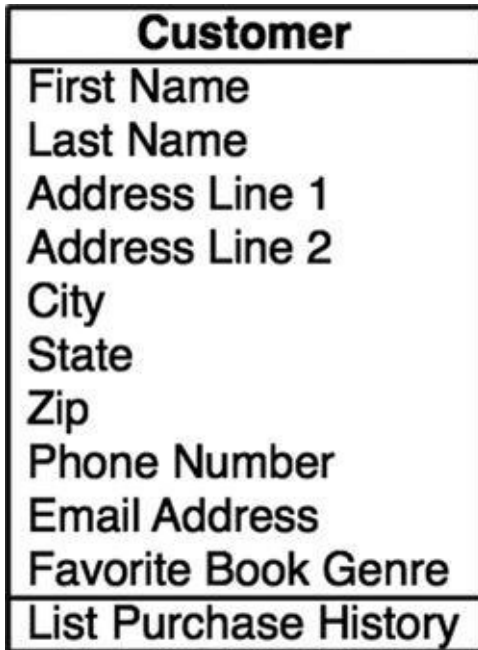 Customer
First Name
Last Name
Address Line 1
Address Line 2
City
State
Zip
Phone Number
Email Address
Favorite Book Genre
List Purchase History